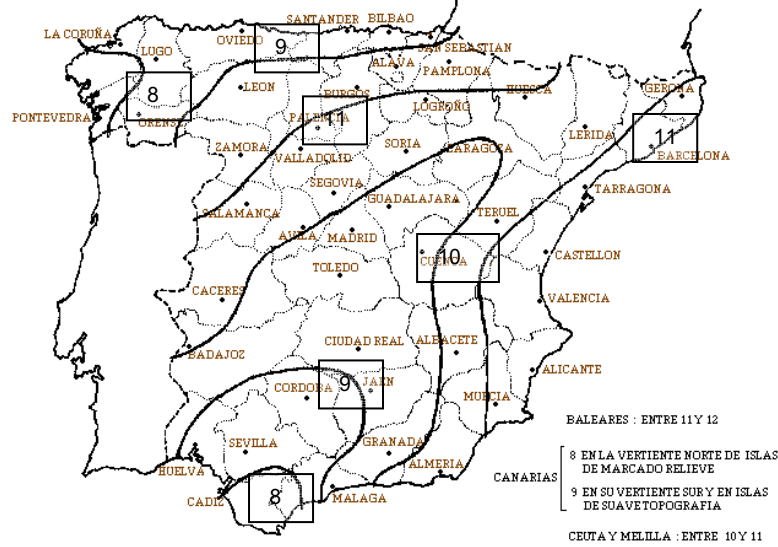 SANTANDER BILBAO
LA CORUÑA
OVIEDO
9
SAN SEBASTIAN
LUGO
ALAVA
PAMPLONA
8
LEON
BURGOS
HUESCA
GERONA
LOGROÑO
PONTEVEDRA
ORENSE
PALENCIA
11
LERIDA
11
ZAMORA
VALLADOLID
SORIA
ZARAGOZA
BARCELONA
SEGOVIA
TARRAGONA
SALAMANCA
GUADALAJARA
TERUEL
AVILA
MADRID
10
CUENCA
CASTELLON
TOLEDO
CACERES
VALENCIA
CIUDAD REAL
ALBACETE
BADAJOZ
ALICANTE
9
JAEN
CORDOBA
MURCIA
BALEARES : ENTRE 11 Y 12
SEVILLA
GRANADA
8 EN LA VERTIENTE NORTE DE ISLAS
DE MARCADO RELIEVE
HUELVA
ALMERIA
CANARIAS
9 EN SU VERTIENTE SUR Y EN ISLAS
DE SUAVE TOPOGRAFIA
CADIZ
8
MALAGA
CEUTA Y MELILLA : ENTRE 10 Y 11